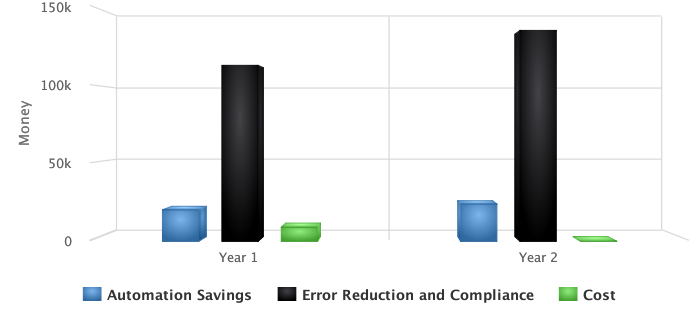 150k
100k
50k
0
Money
Year 1
Year 2
Automation Savings
Error Reduction and Compliance
Cost